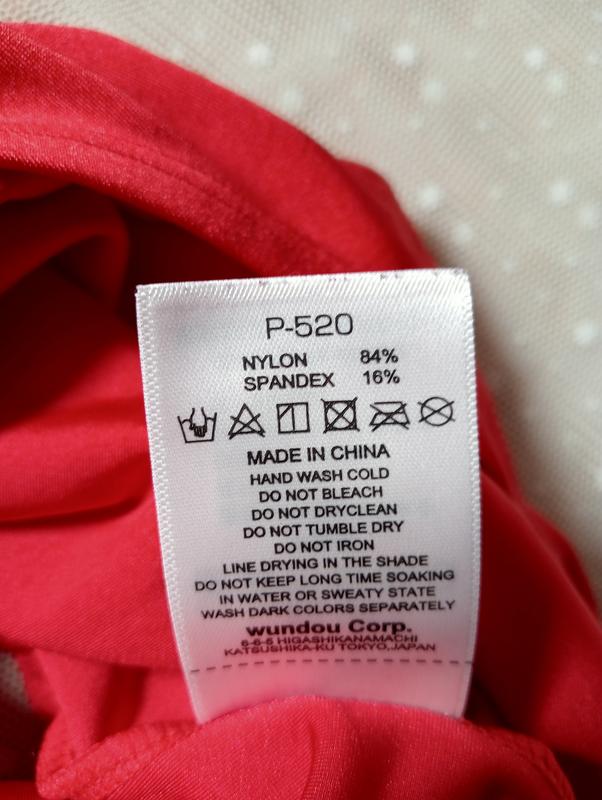 P-520
NYLON 84%
SPANDEX 16%
MADE IN CHINA
HAND WASH COLD
DO NOT BLEACH
DO NOT DRYCLEAN
DO NOT TUMBLE DRY
DO NOT IRON
LINE DRYING IN THE SHADE
DO NOT KEEP LONG TIME SOAKING
IN WATER OR SWEATY STATE
WASH DARK COLORS SEPARATELY
wundou Corp.
6-6-5 HIGASHIKANAMACHI
KATSUSHIKA-KU TOKYO,JAPAN